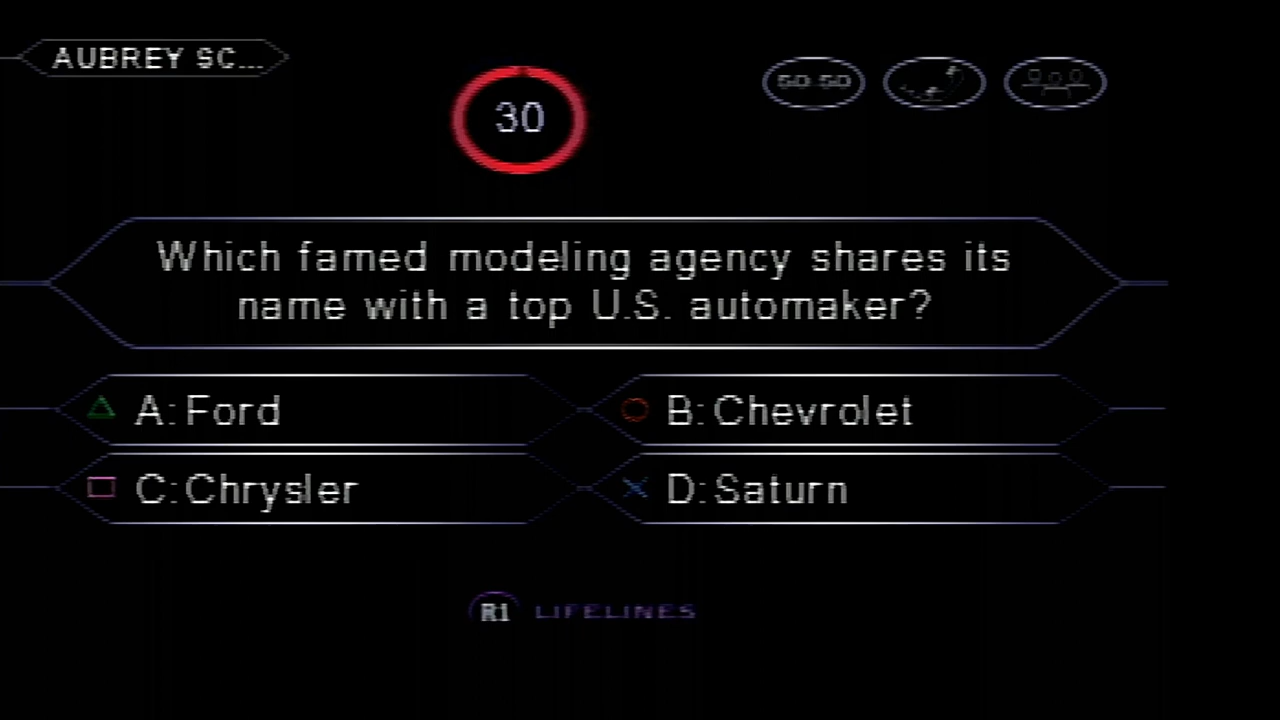 AUBREY SC...
30
50:50
Which famed modeling agency shares its
name with a top U.S. automaker?
A: Ford
B: Chevrolet
C: Chrysler
D: Saturn
R1 LIFELINES